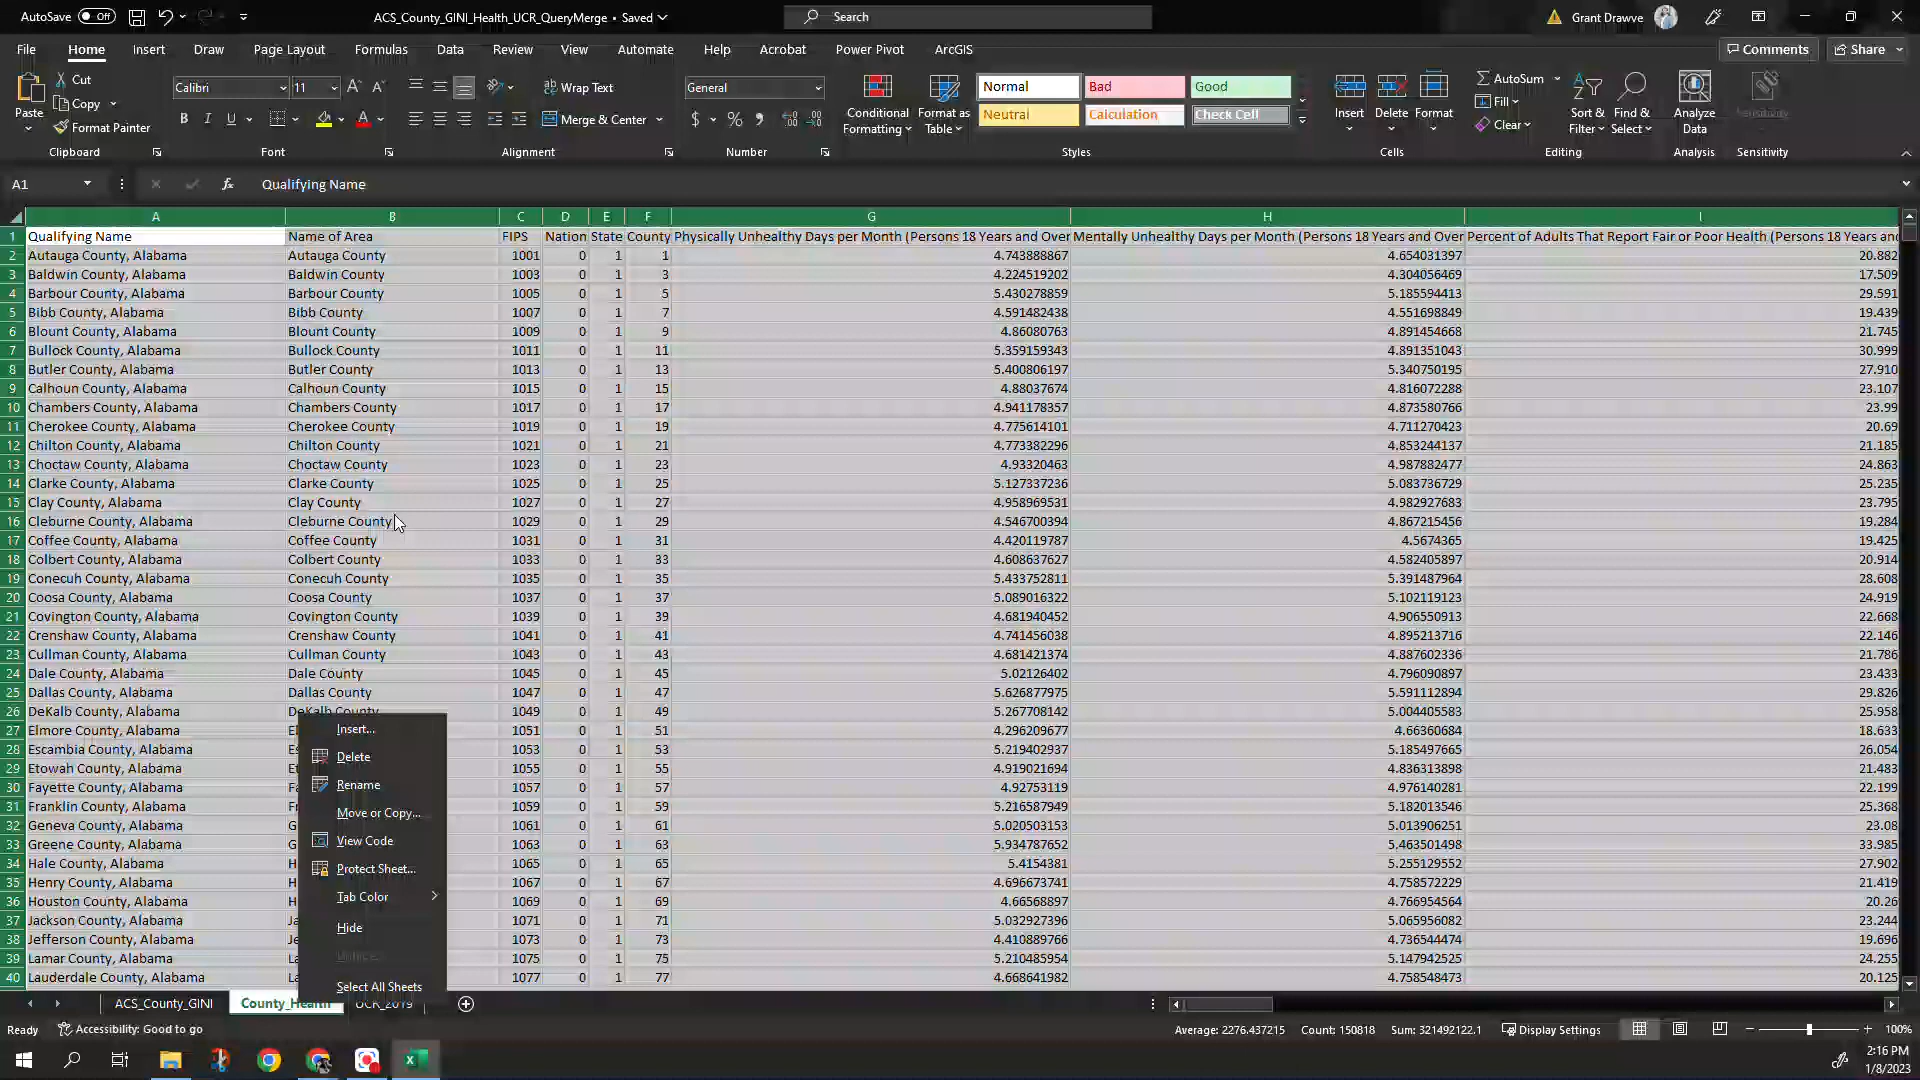 AutoSave Off ACS_County_GINI_Health_UCR_QueryMerge • Saved Search Grant Drawve
File Home Insert Draw Page Layout Formulas Data Review View Automate Help Acrobat Power Pivot ArcGIS Comments Share
Paste Cut Copy Format Painter Clipboard
Calibri 11 B I U A A Font
Wrap Text Merge & Center Alignment
General $ % Number
Conditional Formatting Format as Table Normal Bad Good Neutral Calculation Check Cell Styles
Insert Delete Format Cells
AutoSum Fill Clear Sort & Filter Find & Select Editing
Analyze Data Analysis
Sensitivity Sensitivity
A1 fx Qualifying Name
A B C D E F G H I
1 Qualifying Name Name of Area FIPS Nation State County Physically Unhealthy Days per Month (Persons 18 Years and Over Mentally Unhealthy Days per Month (Persons 18 Years and Over Percent of Adults That Report Fair or Poor Health (Persons 18 Years and
2 Autauga County, Alabama Autauga County 1001 0 1 1 4.743888867 4.654031397 20.882
3 Baldwin County, Alabama Baldwin County 1003 0 1 3 4.224519202 4.304056469 17.509
4 Barbour County, Alabama Barbour County 1005 0 1 5 5.430278859 5.185594413 29.591
5 Bibb County, Alabama Bibb County 1007 0 1 7 4.591482438 4.551698849 19.439
6 Blount County, Alabama Blount County 1009 0 1 9 4.86080763 4.891454668 21.745
7 Bullock County, Alabama Bullock County 1011 0 1 11 5.359159343 4.891351043 30.999
8 Butler County, Alabama Butler County 1013 0 1 13 5.400806197 5.340750195 27.910
9 Calhoun County, Alabama Calhoun County 1015 0 1 15 4.88037674 4.816072288 23.107
10 Chambers County, Alabama Chambers County 1017 0 1 17 4.941178357 4.873580766 23.99
11 Cherokee County, Alabama Cherokee County 1019 0 1 19 4.775614101 4.711270423 20.69
12 Chilton County, Alabama Chilton County 1021 0 1 21 4.773382296 4.853244137 21.185
13 Choctaw County, Alabama Choctaw County 1023 0 1 23 4.93320463 4.987882477 24.863
14 Clarke County, Alabama Clarke County 1025 0 1 25 5.127337236 5.083736729 25.235
15 Clay County, Alabama Clay County 1027 0 1 27 4.958969531 4.982927683 23.795
16 Cleburne County, Alabama Cleburne County 1029 0 1 29 4.546700394 4.867215456 19.284
17 Coffee County, Alabama Coffee County 1031 0 1 31 4.420119787 4.5674365 19.425
18 Colbert County, Alabama Colbert County 1033 0 1 33 4.608637627 4.582405897 20.914
19 Conecuh County, Alabama Conecuh County 1035 0 1 35 5.433752811 5.391487964 28.608
20 Coosa County, Alabama Coosa County 1037 0 1 37 5.089016322 5.102119123 24.919
21 Covington County, Alabama Covington County 1039 0 1 39 4.681940452 4.906550913 22.668
22 Crenshaw County, Alabama Crenshaw County 1041 0 1 41 4.741456038 4.895213716 22.146
23 Cullman County, Alabama Cullman County 1043 0 1 43 4.681421374 4.887602336 21.786
24 Dale County, Alabama Dale County 1045 0 1 45 5.02126402 4.796090897 23.433
25 Dallas County, Alabama Dallas County 1047 0 1 47 5.626877975 5.591112894 29.826
26 DeKalb County, Alabama DeKalb County 1049 0 1 49 5.267708142 5.004405583 25.958
27 Elmore County, Alabama El Insert... 1051 0 1 51 4.296209677 4.66360684 18.633
28 Escambia County, Alabama Es Delete 1053 0 1 53 5.219402937 5.185497665 26.054
29 Etowah County, Alabama Et 1055 0 1 55 4.919021694 4.836313898 21.483
30 Fayette County, Alabama Fa Rename 1057 0 1 57 4.92753119 4.976140281 22.199
31 Franklin County, Alabama Fr Move or Copy... 1059 0 1 59 5.216587949 5.182013546 25.368
32 Geneva County, Alabama G 1061 0 1 61 5.020503153 5.013906251 23.08
33 Greene County, Alabama G View Code 1063 0 1 63 5.934787652 5.463501498 33.985
34 Hale County, Alabama H Protect Sheet... 1065 0 1 65 5.4154381 5.255129552 27.902
35 Henry County, Alabama H 1067 0 1 67 4.696673741 4.758572229 21.419
36 Houston County, Alabama H Tab Color 1069 0 1 69 4.66568897 4.766954564 20.26
37 Jackson County, Alabama Ja Hide 1071 0 1 71 5.032927396 5.065956082 23.244
38 Jefferson County, Alabama Je 1073 0 1 73 4.410889766 4.736544474 19.696
39 Lamar County, Alabama La 1075 0 1 75 5.210485954 5.147942525 24.255
40 Lauderdale County, Alabama La Select All Sheets 1077 0 1 77 4.668641982 4.758548473 20.125
ACS_County_GINI County_Health UCR_2019
Ready Accessibility: Good to go Average: 2276.437215 Count: 150818 Sum: 321492122.1 Display Settings 100%
2:16 PM
1/8/2023